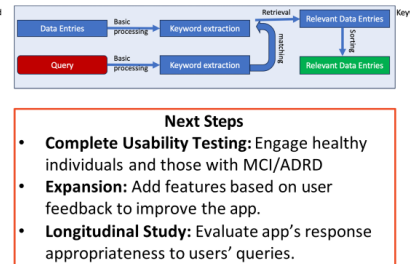 d
Basic
processing
Retrieval
Key
Data Entries
Keyword extraction
Relevant Data Entries
matching
Sorting
Query
Basic
processing
Keyword extraction
Relevant Data Entries
Next Steps
• Complete Usability Testing: Engage healthy
individuals and those with MCI/ADRD
• Expansion: Add features based on user
feedback to improve the app.
• Longitudinal Study: Evaluate app's response
appropriateness to users' queries.